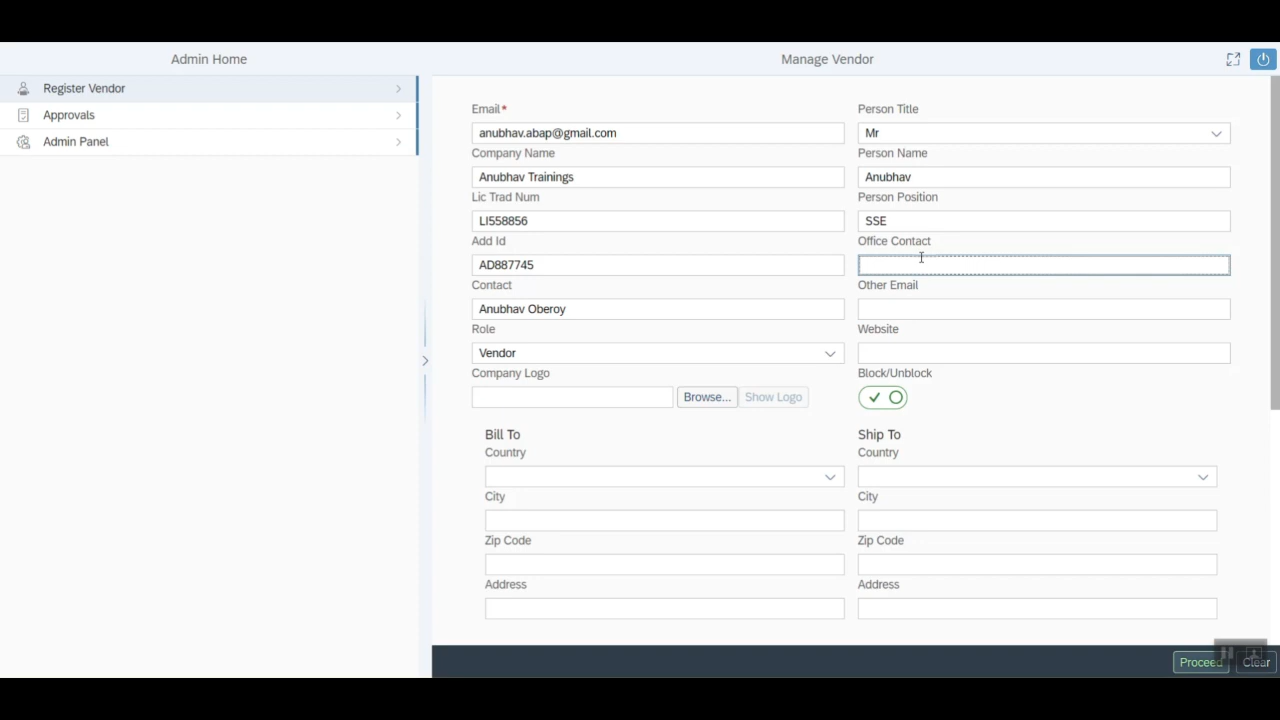 Admin Home
Manage Vendor
Register Vendor
Approvals
Admin Panel
Email*
Person Title
anubhav.abap@gmail.com
Mr
Company Name
Person Name
Anubhav Trainings
Anubhav
Lic Trad Num
Person Position
LI558856
SSE
Add Id
Office Contact
AD887745
Contact
Other Email
Anubhav Oberoy
Role
Website
Vendor
Company Logo
Block/Unblock
Browse... Show Logo
Bill To
Ship To
Country
Country
City
City
Zip Code
Zip Code
Address
Address
Proceed Clear